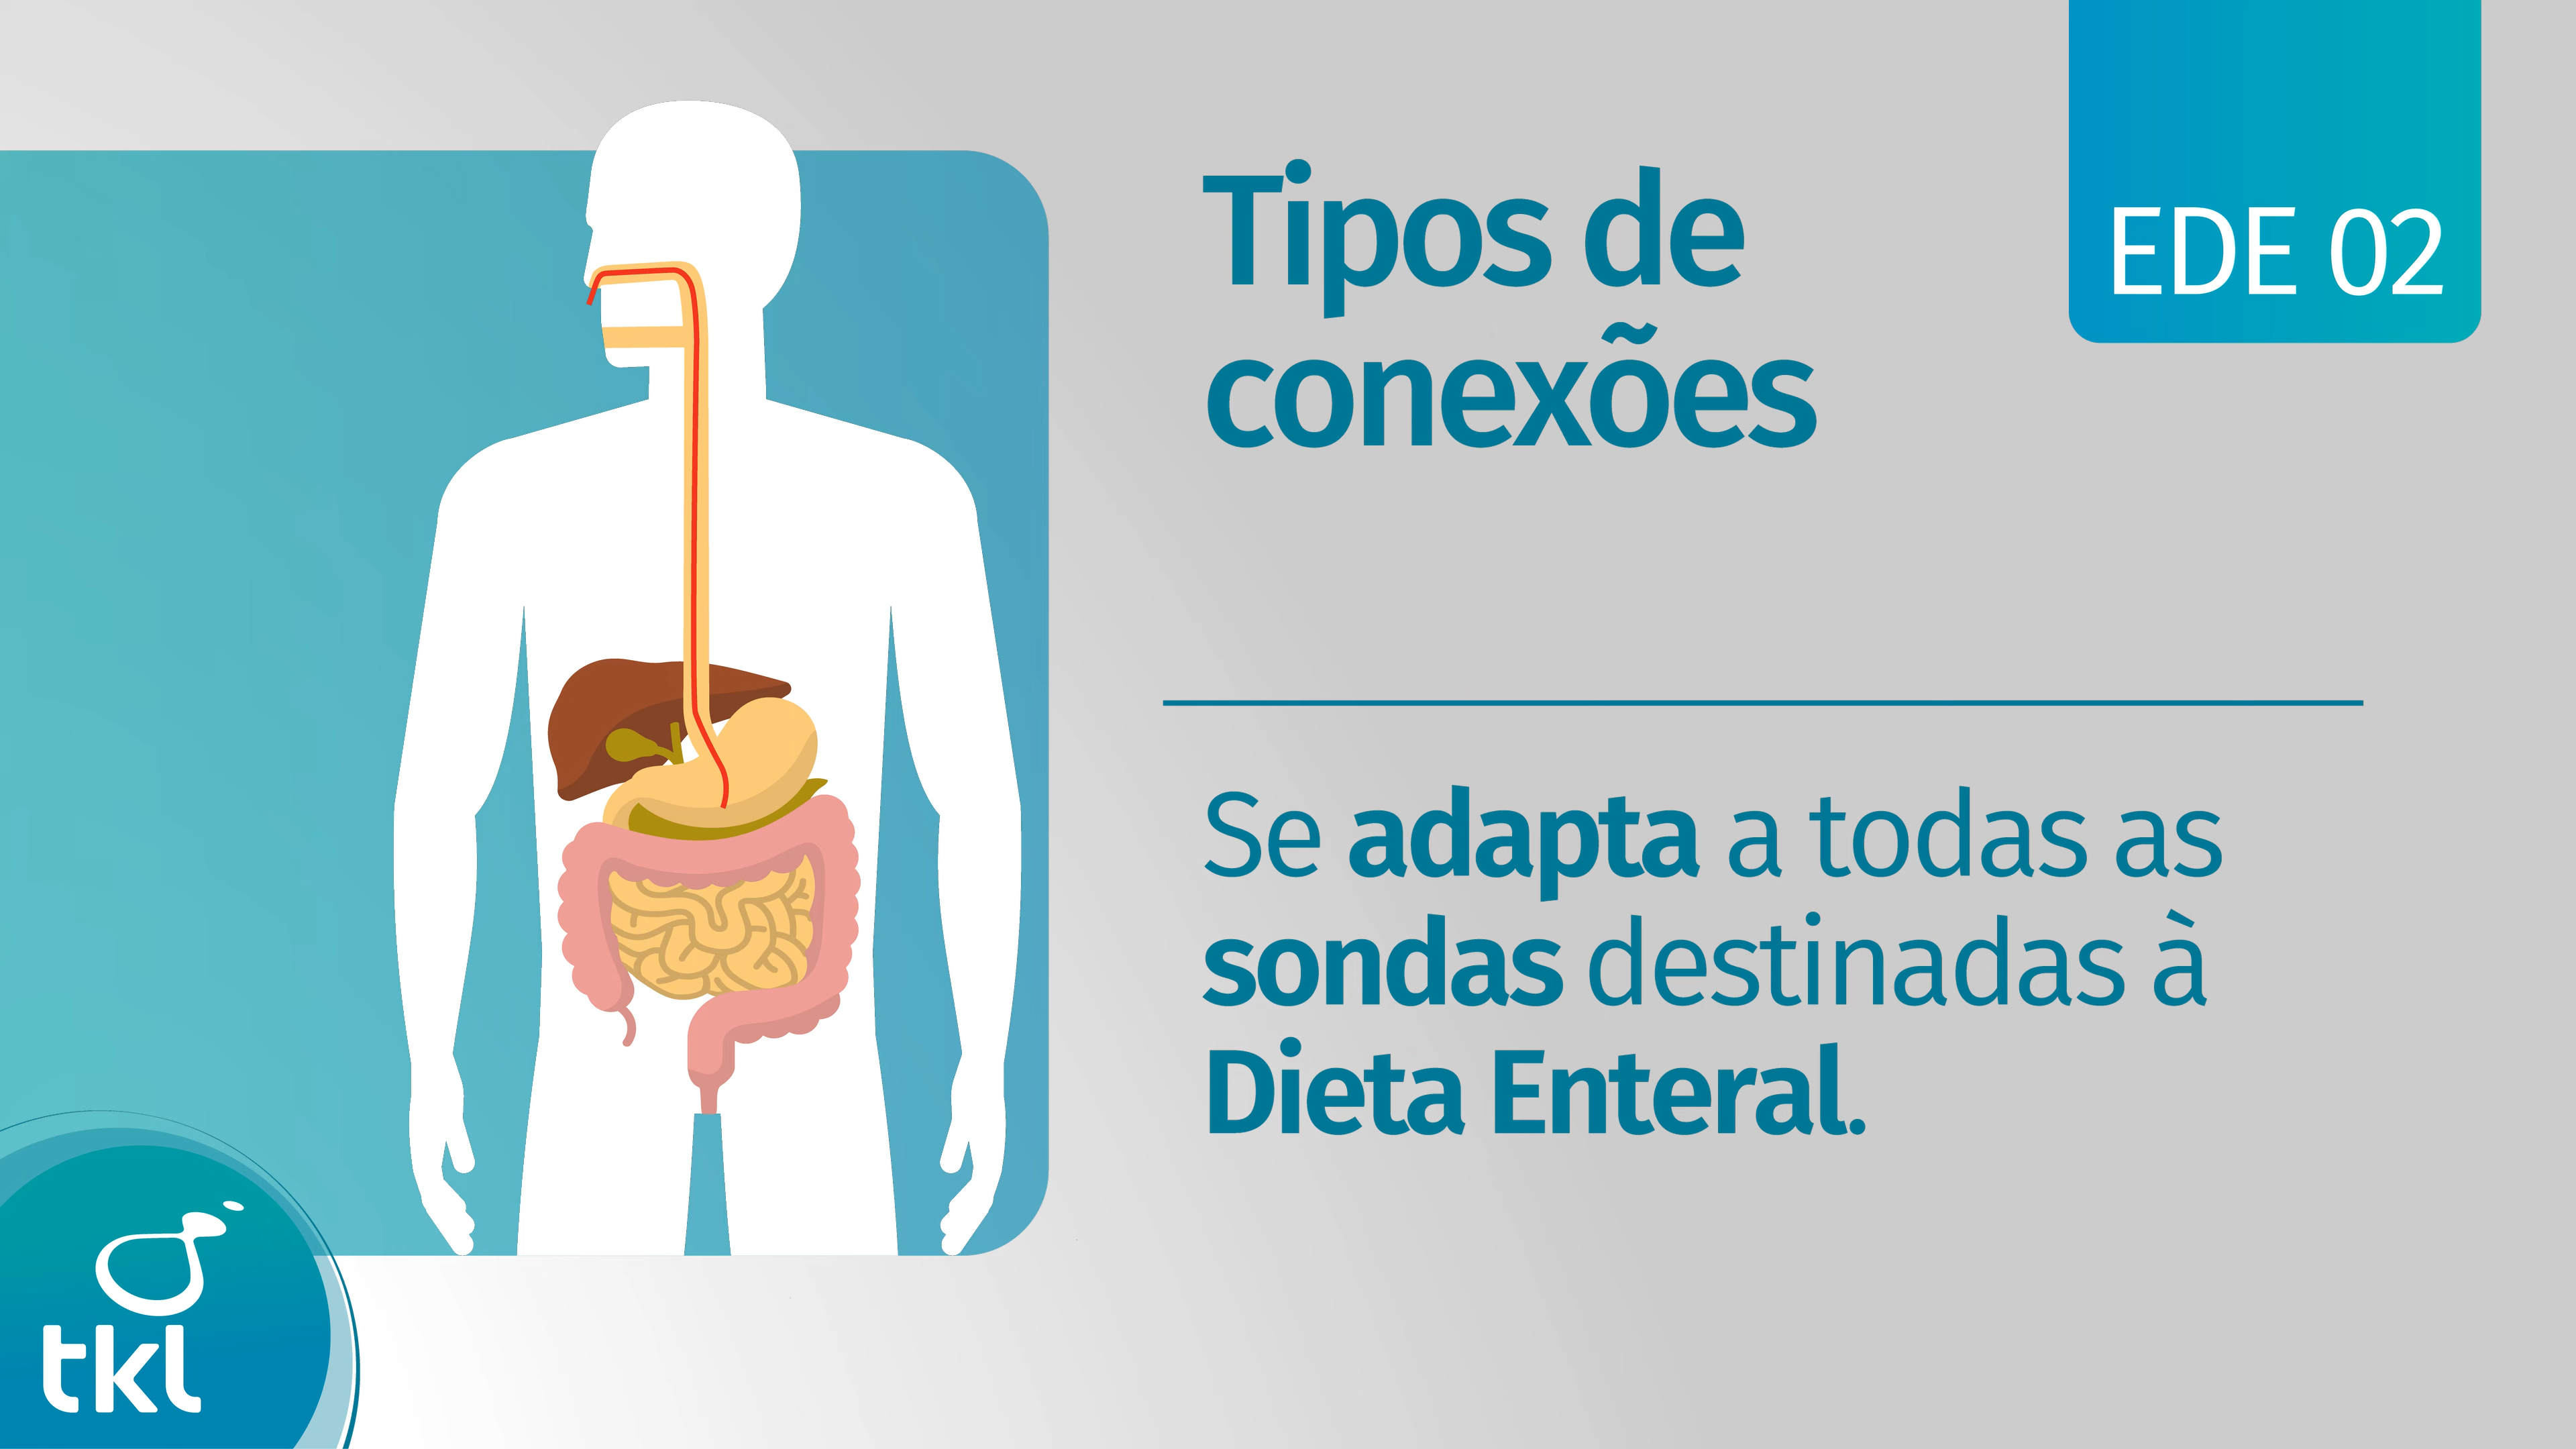 Tipos de
conexões
EDE 02
Se adapta a todas as
sondas destinadas à
Dieta Enteral.
tkl